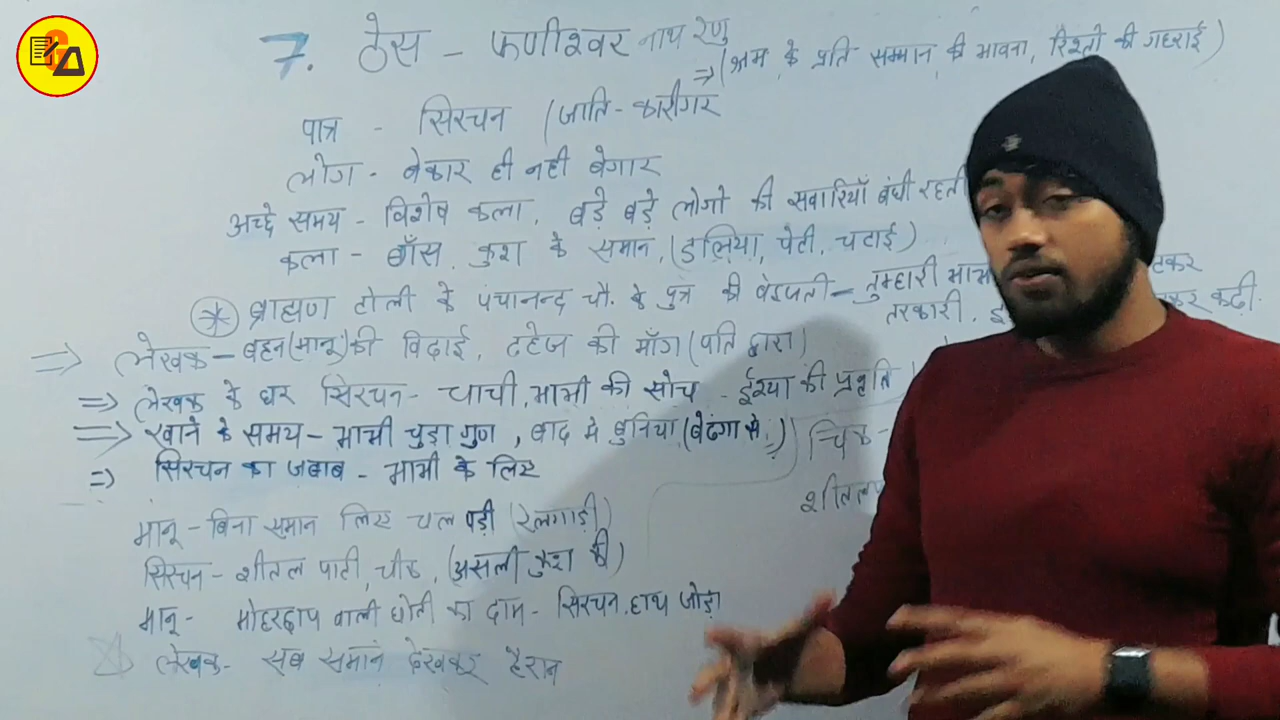 7. ठेस - फणीश्वर नाथ रेणु
⇒ (श्रम के प्रति सम्मान की भावना, रिश्तो की गहराई)
पात्र - सिरचन (जाति - कारीगर
लोग - बेकार ही नही बेगार
अच्छे समय - विशेष कला, बड़े बड़े लोगो की सवारियाँ बंधी रहती
कला - बाँस, कुश के समान, (डलिया, पेटी, चटाई)
* ब्राह्मण टोली के पंचानन्द चौ. के पुत्र की बेइज्जती - तुम्हारी
तरकारी, कढ़ी.
⇒ लेखक - बहन (मानू) की विदाई, दहेज की माँग (पति द्वारा)
⇒ लेखक के घर सिरचन - चाची, भाभी की सोच - ईर्ष्या की प्रवृति
⇒ खाने के समय - भाभी चुड़ा गुण, बाद मे बुनिया (बेढंगा से)
चिक -
⇒ सिरचन का जबाब - भाभी के लिए
मानू - बिना समान लिए चल पड़ी (रेलगाड़ी)
सिरचन - शीतल पाटी, चीक, (असली कुश की)
मानू - मोहरछाप वाली धोती का दाम - सिरचन, हाथ जोड़ा
लेखक - सब समान देखकर हैरान